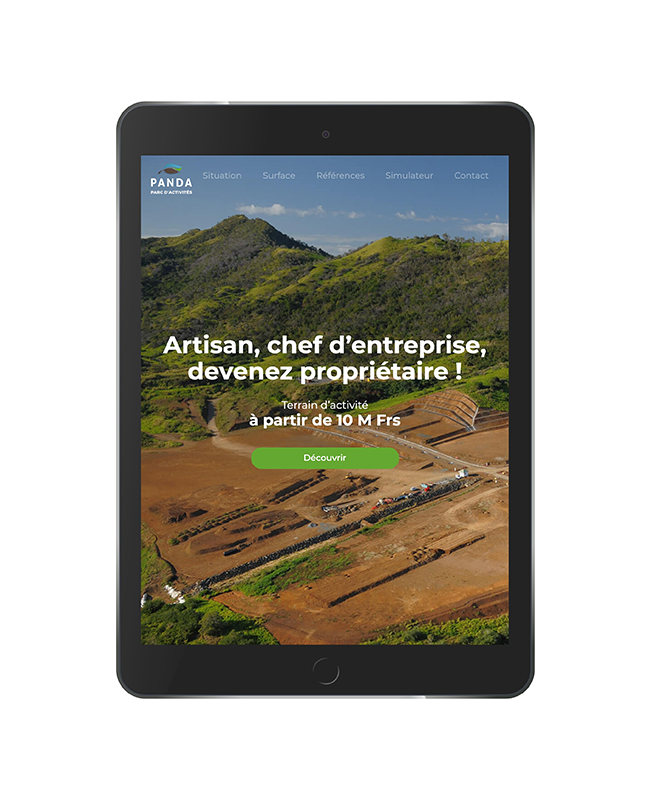 PANDA
PARC D'ACTIVITÉS
Situation Surface Références Simulateur Contact
Artisan, chef d’entreprise,
devenez propriétaire !
Terrain d’activité
à partir de 10 M Frs
Découvrir